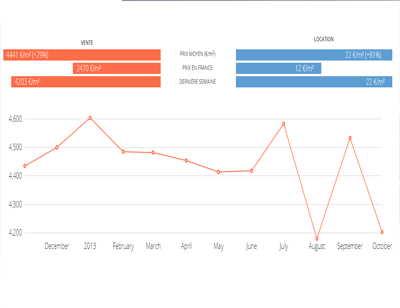 VENTE
LOCATION
4441 €/m² (+79%)
PRIX MOYEN (€/m²)
22 €/m² (+81%)
2470 €/m²
PRIX EN FRANCE
12 €/m²
4203 €/m²
DERNIÈRE SEMAINE
22 €/m²
4,600
4,500
4,400
4,300
4,200
December 2013 February March April May June July August September October